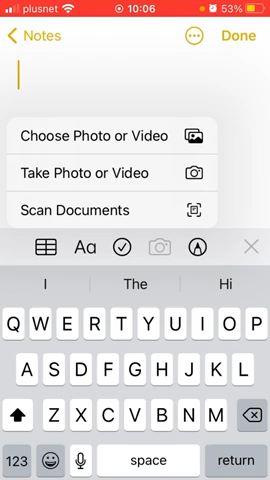 plusnet 10:06 53%
Notes Done
Choose Photo or Video
Take Photo or Video
Scan Documents
Aa
I The Hi
Q W E R T Y U I O P
A S D F G H J K L
Z X C V B N M
123 space return